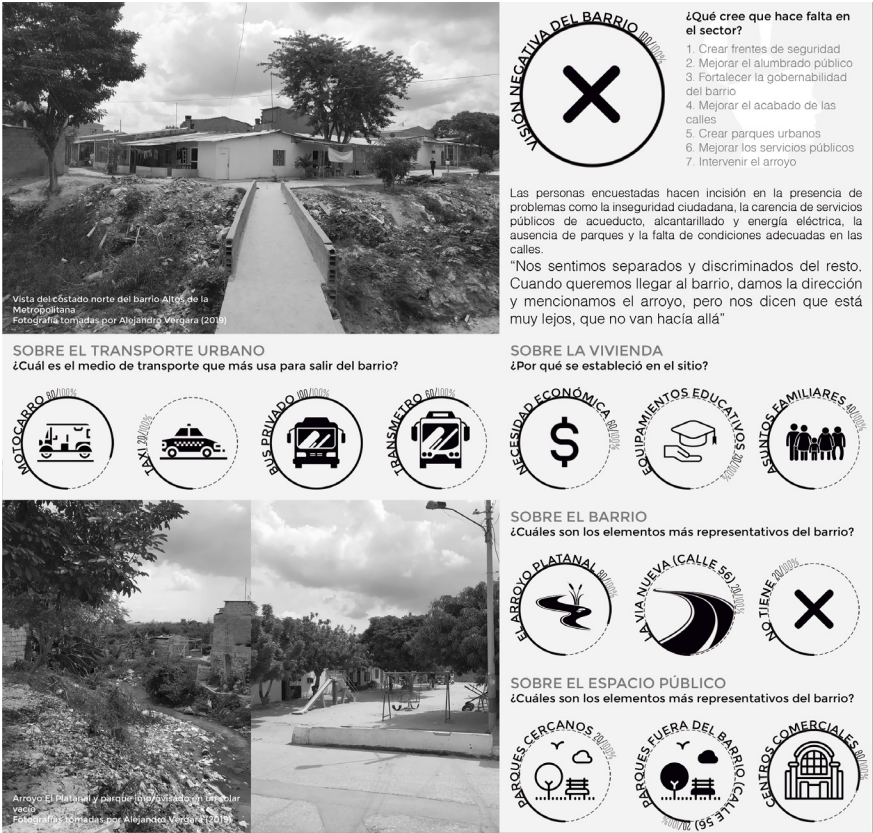 Vista del costado norte del barrio Altos de la
Metropolitana
Fotografía tomadas por Alejandro Vergara (2019)
VISIÓN NEGATIVA DEL BARRIO 100/100%
¿Qué cree que hace falta en
el sector?
1. Crear frentes de seguridad
2. Mejorar el alumbrado público
3. Fortalecer la gobernabilidad
del barrio
4. Mejorar el acabado de las
calles
5. Crear parques urbanos
6. Mejorar los servicios públicos
7. Intervenir el arroyo
Las personas encuestadas hacen incisión en la presencia de
problemas como la inseguridad ciudadana, la carencia de servicios
públicos de acueducto, alcantarillado y energía eléctrica, la
ausencia de parques y la falta de condiciones adecuadas en las
calles.
“Nos sentimos separados y discriminados del resto.
Cuando queremos llegar al barrio, damos la dirección
y mencionamos el arroyo, pero nos dicen que está
muy lejos, que no van hacía allá”
SOBRE EL TRANSPORTE URBANO
¿Cuál es el medio de transporte que más usa para salir del barrio?
MOTOCARRO 80/100%
TAXI 20/100%
BUS PRIVADO 100/100%
TRANSMETRO 60/100%
SOBRE LA VIVIENDA
¿Por qué se estableció en el sitio?
NECESIDAD ECONÓMICA 60/100%
EQUIPAMIENTOS EDUCATIVOS 20/100%
ASUNTOS FAMILIARES 40/100%
SOBRE EL BARRIO
¿Cuáles son los elementos más representativos del barrio?
EL ARROYO PLATANAL 80/100%
LA VIA NUEVA (CALLE 56) 20/100%
NO TIENE 20/100%
SOBRE EL ESPACIO PÚBLICO
¿Cuáles son los elementos más representativos del barrio?
PARQUES CERCANOS 20/100%
PARQUES FUERA DEL BARRIO (CALLE 56) 20/100%
CENTROS COMERCIALES 80/100%
Arroyo El Platanal y parque improvisado en un solar
vacío
Fotografías tomadas por Alejandro Vergara (2019)